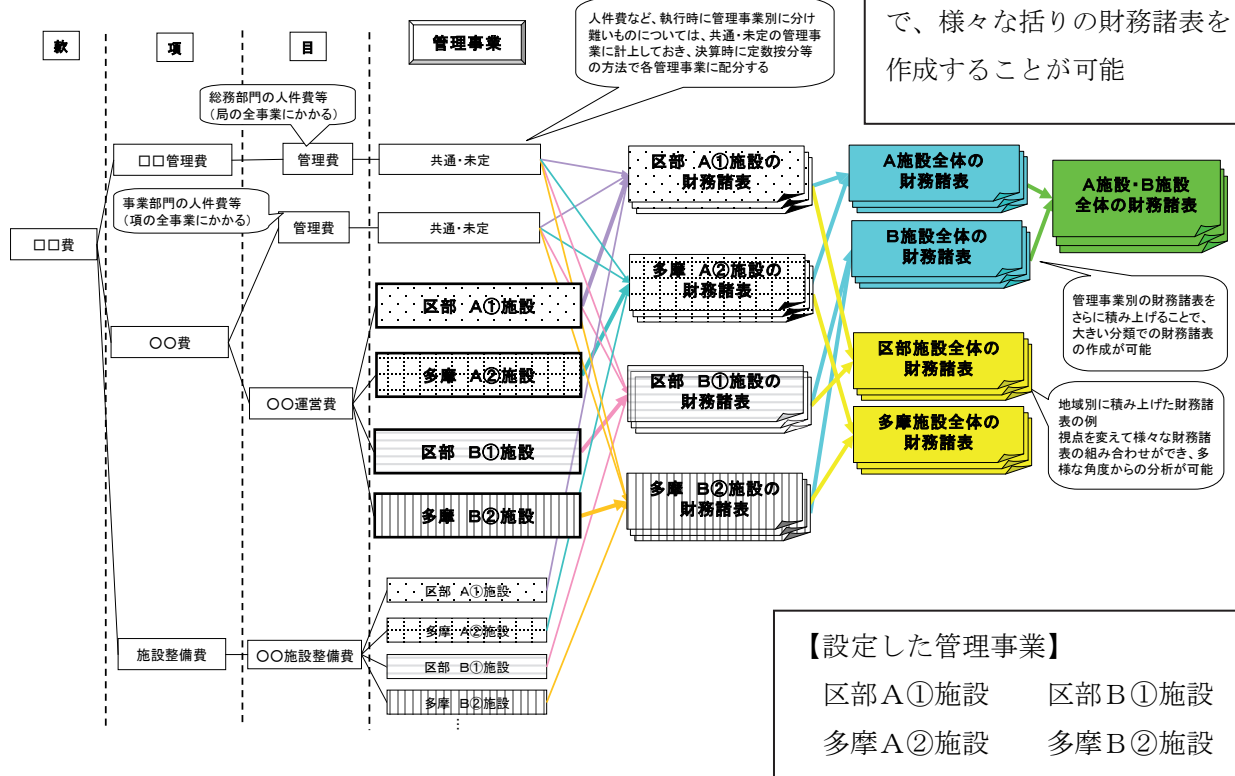 で、様々な括りの財務諸表を
作成することが可能
款
項
目
管理事業
人件費など、執行時に管理事業別に分け
難いものについては、共通・未定の管理事
業に計上しておき、決算時に定数按分等
の方法で各管理事業に配分する
総務部門の人件費等
(局の全事業にかかる)
□□管理費
管理費
共通・未定
事業部門の人件費等
(項の全事業にかかる)
管理費
共通・未定
□□費
○○費
○○運営費
区部 A①施設
多摩 A②施設
区部 B①施設
多摩 B②施設
施設整備費
○○施設整備費
区部 A①施設
多摩 A②施設
区部 B①施設
多摩 B②施設
⋮
区部 A①施設の
財務諸表
多摩 A②施設の
財務諸表
区部 B①施設の
財務諸表
多摩 B②施設の
財務諸表
A施設全体の
財務諸表
B施設全体の
財務諸表
区部施設全体の
財務諸表
多摩施設全体の
財務諸表
A施設・B施設
全体の財務諸表
管理事業別の財務諸表を
さらに積み上げることで、
大きい分類での財務諸表
の作成が可能
地域別に積み上げた財務諸
表の例
視点を変えて様々な財務諸
表の組み合わせができ、多
様な角度からの分析が可能
【設定した管理事業】
区部A①施設 区部B①施設
多摩A②施設 多摩B②施設